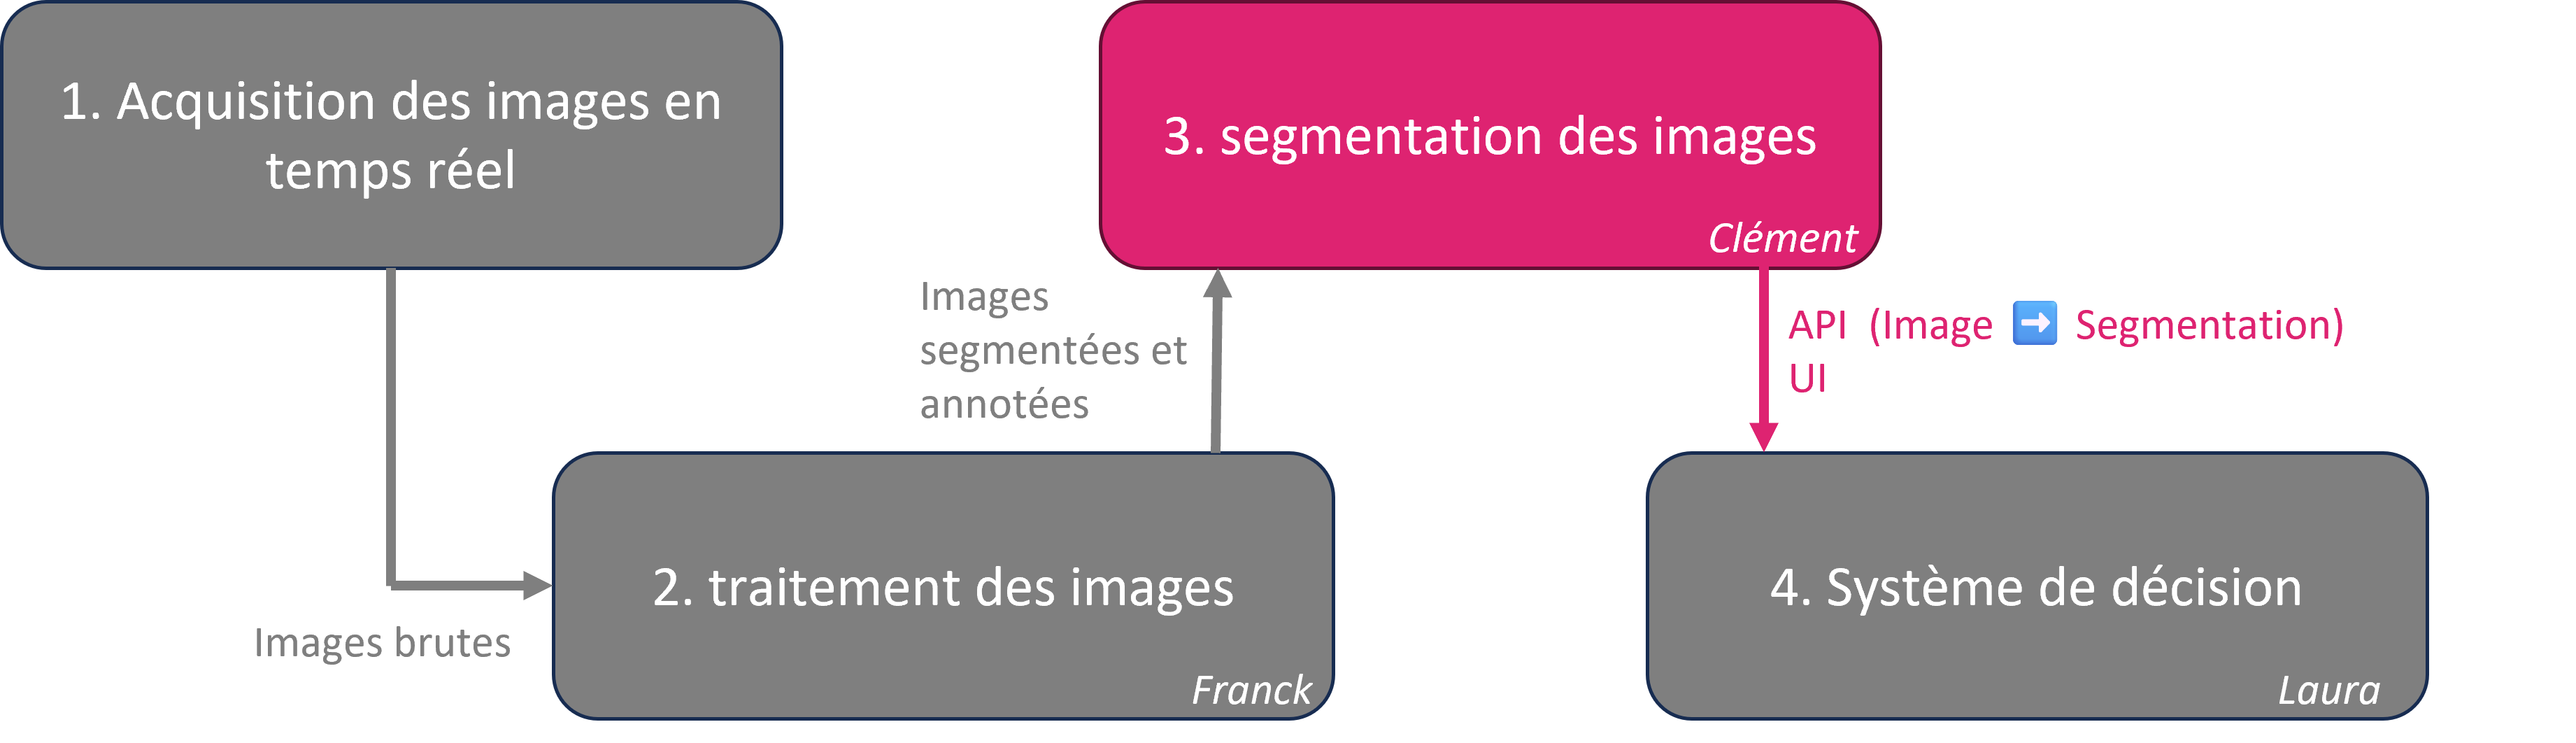 1. Acquisition des images en
temps réel
Images brutes
2. traitement des images
Franck
Images
segmentées et
annotées
3. segmentation des images
Clément
API (Image ➡ Segmentation)
UI
4. Système de décision
Laura